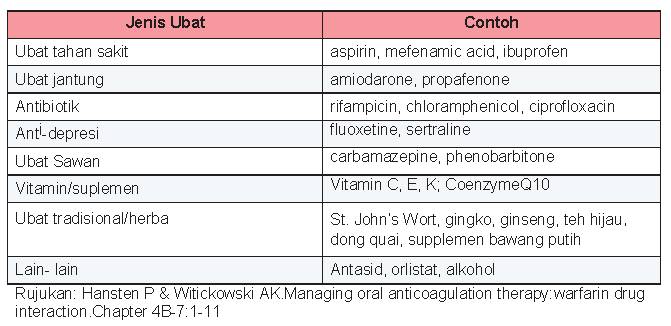 Jenis Ubat Contoh
Ubat tahan sakit aspirin, mefenamic acid, ibuprofen
Ubat jantung amiodarone, propafenone
Antibiotik rifampicin, chloramphenicol, ciprofloxacin
Anti-depresi fluoxetine, sertraline
Ubat Sawan carbamazepine, phenobarbitone
Vitamin/suplemen Vitamin C, E, K; CoenzymeQ10
Ubat tradisional/herba St. John's Wort, gingko, ginseng, teh hijau,
dong quai, supplemen bawang putih
Lain- lain Antasid, orlistat, alkohol
Rujukan: Hansten P & Witickowski AK.Managing oral anticoagulation therapy:warfarin drug
interaction.Chapter 4B-7:1-11